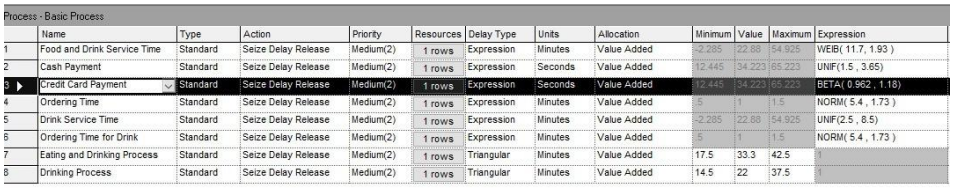 Process - Basic Process
Name Type Action Priority Resources Delay Type Units Allocation Minimum Value Maximum Expression
1 Food and Drink Service Time Standard Seize Delay Release Medium(2) 1 rows Expression Minutes Value Added -2.285 22.88 54.925 WEIB( 11.7, 1.93 )
2 Cash Payment Standard Seize Delay Release Medium(2) 1 rows Expression Seconds Value Added 12.445 34.223 65.223 UNIF(1.5 , 3.65)
3 Credit Card Payment Standard Seize Delay Release Medium(2) 1 rows Expression Seconds Value Added 12.445 34.223 65.223 BETA( 0.962 , 1.18)
4 Ordering Time Standard Seize Delay Release Medium(2) 1 rows Expression Minutes Value Added .5 1 1.5 NORM( 5.4 , 1.73 )
5 Drink Service Time Standard Seize Delay Release Medium(2) 1 rows Expression Minutes Value Added -2.285 22.88 54.925 UNIF(2.5 , 8.5)
6 Ordering Time for Drink Standard Seize Delay Release Medium(2) 1 rows Expression Minutes Value Added .5 1 1.5 NORM( 5.4 , 1.73 )
7 Eating and Drinking Process Standard Seize Delay Release Medium(2) 1 rows Triangular Minutes Value Added 17.5 33.3 42.5 1
8 Drinking Process Standard Seize Delay Release Medium(2) 1 rows Triangular Minutes Value Added 14.5 22 37.5 1